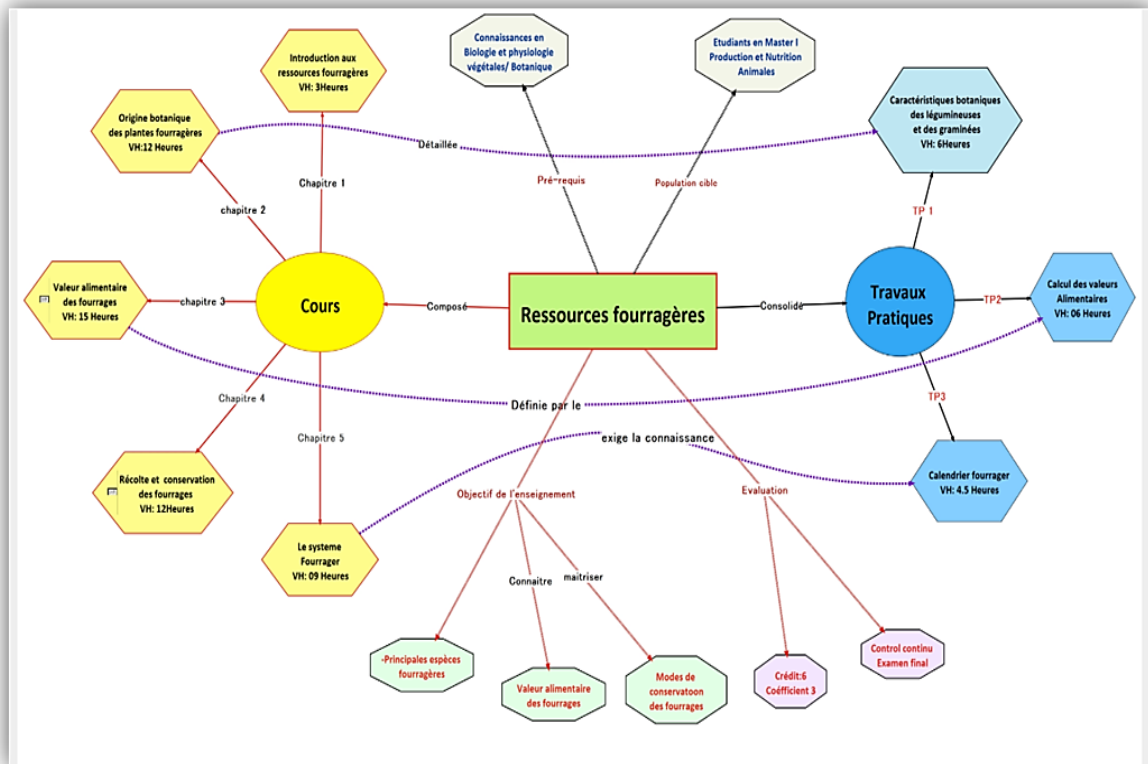 Connaissances en
Biologie et physiologie
végétales/ Botanique
Etudiants en Master I
Production et Nutrition
Animales
Introduction aux
ressources fourragères
VH: 3Heures
Origine botanique
des plantes fourragères
VH:12 Heures
Caractéristiques botaniques
des légumineuses
et des graminées
VH: 6Heures
Détaillée
Chapitre 1
Pré-requis
Population cible
chapitre 2
TP 1
Valeur alimentaire
des fourrages
VH: 15 Heures
chapitre 3
Cours
Composé
Ressources fourragères
Consolidé
Travaux
Pratiques
TP2
Calcul des valeurs
Alimentaires
VH: 06 Heures
Chapitre 4
Définie par le
TP3
Chapitre 5
exige la connaissance
Récolte et conservation
des fourrages
VH: 12Heures
Objectif de l'enseignement
Evaluation
Calendrier fourrager
VH: 4.5 Heures
Le systeme
Fourrager
VH: 09 Heures
Connaitre
maitriser
-Principales espèces
fourragères
Valeur alimentaire
des fourrages
Modes de
conservatoon
des fourrages
Crédit:6
Coéfficient 3
Control continu
Examen final